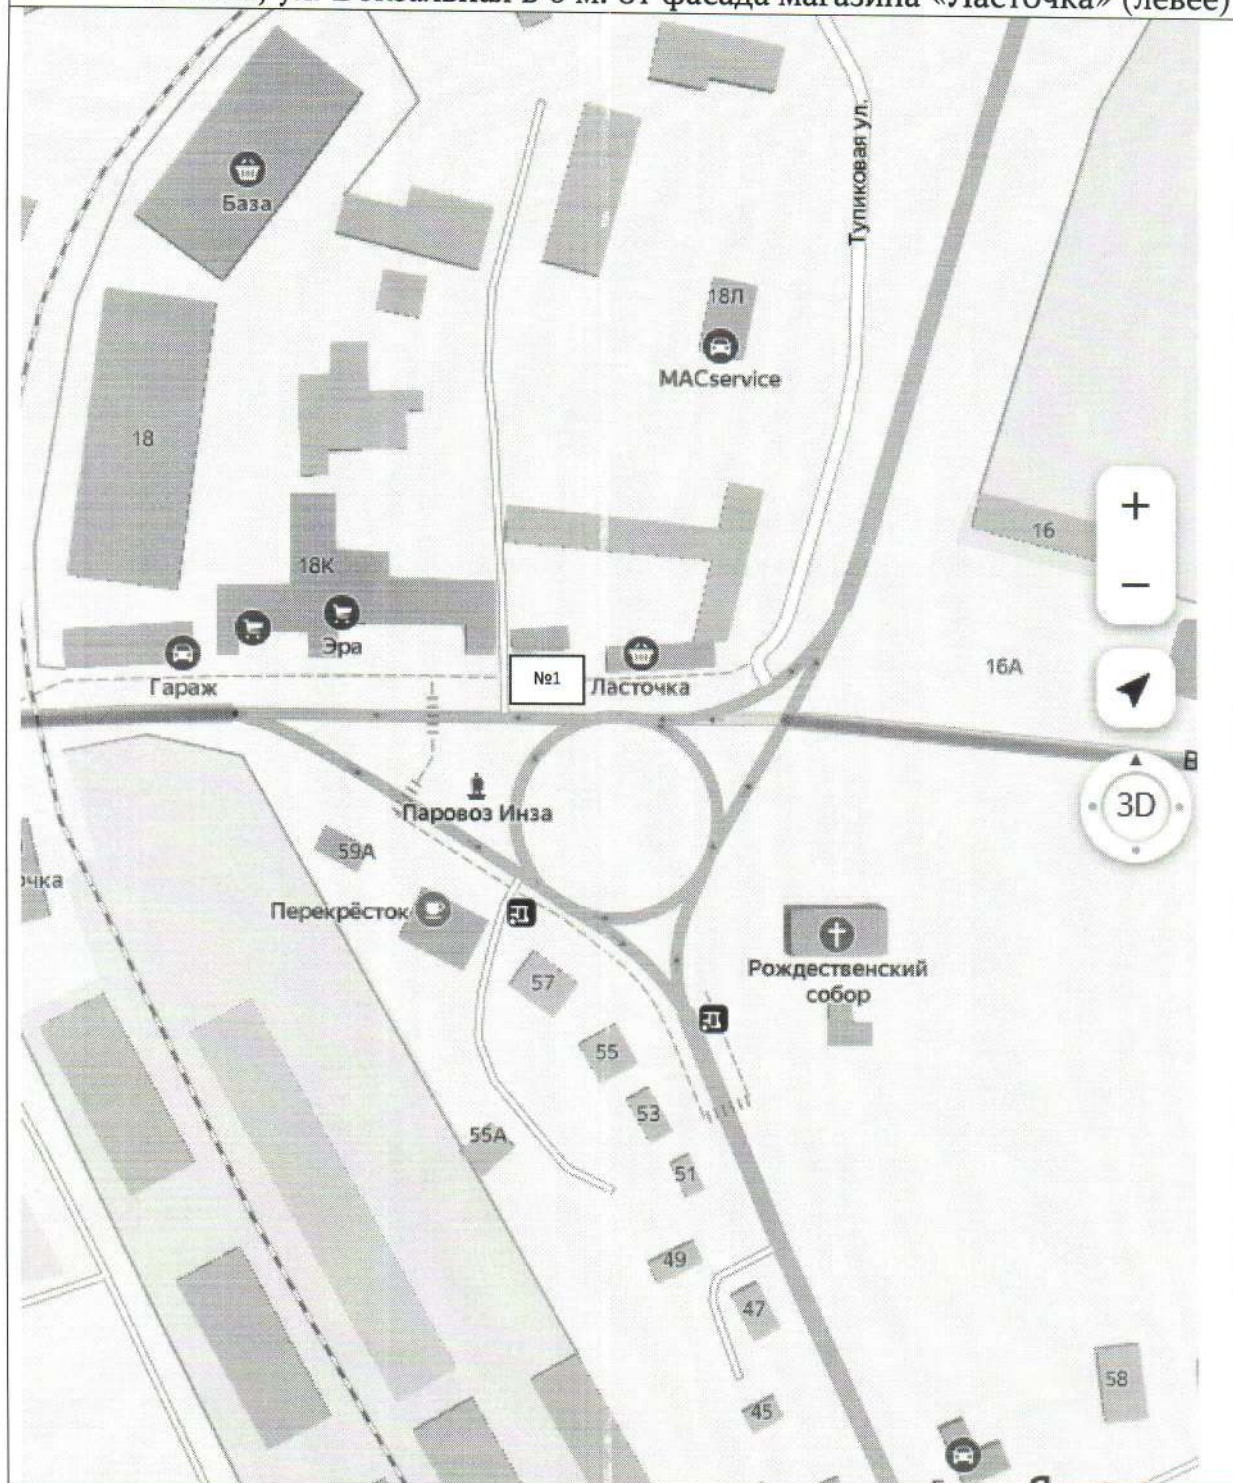 ул. Вокзальная в 6 м. от фасада магазина «Ласточка» (левее)
База
Тупиковая ул.
18Л
MACservice
18
16
18К
Эра
Гараж
№1
Ласточка
16А
Паровоз Инза
3D
59А
Перекрёсток
57
Рождественский
собор
55
53
55А
51
49
47
58
45